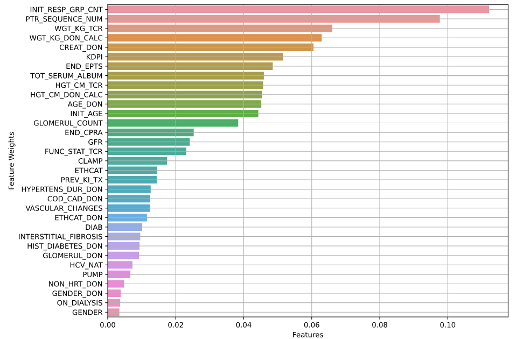 INIT_RESP_GRP_CNT
PTR_SEQUENCE_NUM
WGT_KG_TCR
WGT_KG_DON_CALC
CREAT_DON
KDPI
END_EPTS
TOT_SERUM_ALBUM
HGT_CM_TCR
HGT_CM_DON_CALC
AGE_DON
INIT_AGE
GLOMERUL_COUNT
END_CPRA
GFR
FUNC_STAT_TCR
CLAMP
ETHCAT
PREV_KI_TX
HYPERTENS_DUR_DON
COD_CAD_DON
VASCULAR_CHANGES
ETHCAT_DON
DIAB
INTERSTITIAL_FIBROSIS
HIST_DIABETES_DON
GLOMERUL_DON
HCV_NAT
PUMP
NON_HRT_DON
GENDER_DON
ON_DIALYSIS
GENDER
Feature Weights
0.00 0.02 0.04 0.06 0.08 0.10
Features